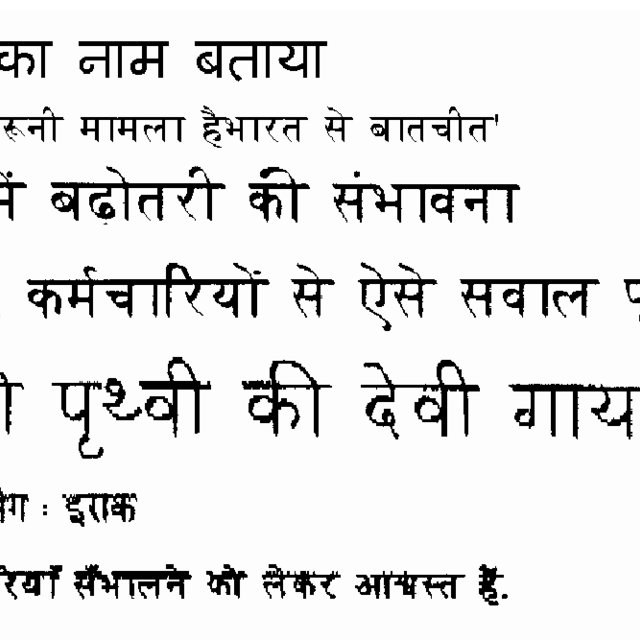 का नाम बताया
रूनी मामला हैभारत से बातचीत'
में बढोतरी की संभावना
कर्मचारियों से ऐसे सवाल
पृथ्वी की देवी गाय
: इराक
सँभालने को लेकर आश्वस्त हैं.